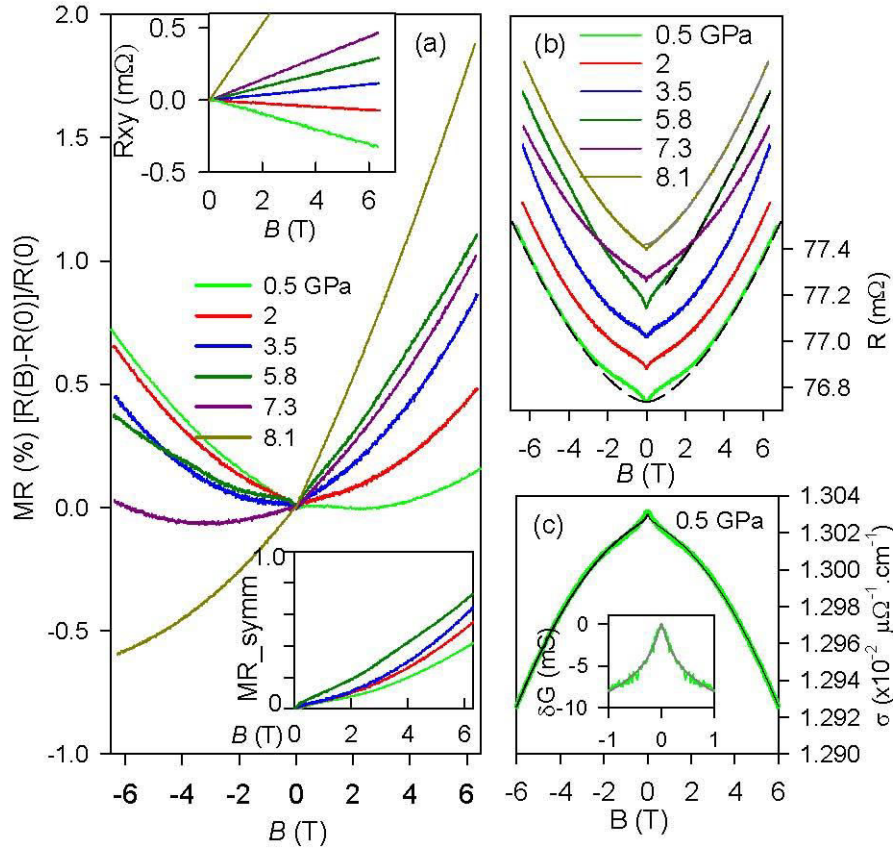 (a)
MR (%) [R(B)-R(0)]/R(0)
2.0
1.5
1.0
0.5
0.0
-0.5
-1.0
-6 -4 -2 0 2 4 6
B (T)
Rxy (mΩ)
0.5
0.0
-0.5
0 2 4 6
B (T)
0.5 GPa
2
3.5
5.8
7.3
8.1
MR_symm
1.0
0
0 2 4 6
B (T)
(b)
0.5 GPa
2
3.5
5.8
7.3
8.1
77.4
77.2
77.0
76.8
R (mΩ)
-6 -4 -2 0 2 4 6
B (T)
(c)
0.5 GPa
1.304
1.302
1.300
1.298
1.296
1.294
1.292
1.290
σ (x10⁻² μΩ⁻¹.cm⁻¹)
δG (mS)
0
-5
-10
-1 0 1
-6 -4 -2 0 2 4 6
B (T)